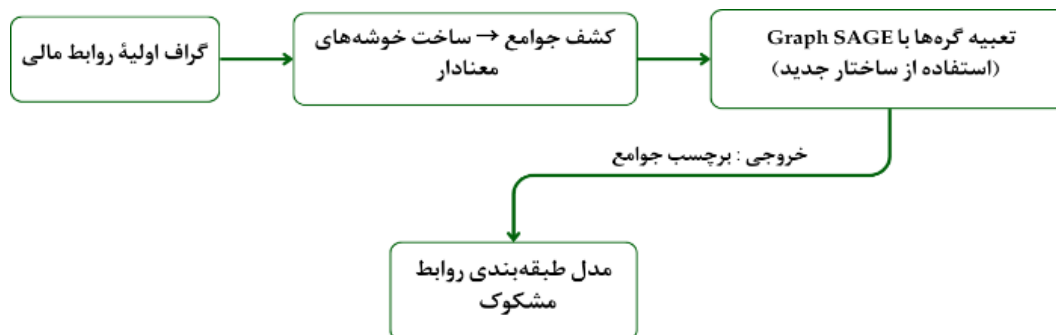 گراف اولیۀ روابط مالی
کشف جوامع → ساخت خوشه‌های
معنادار
تعبیه گره‌ها با Graph SAGE
(استفاده از ساختار جدید)
خروجی : برچسب جوامع
مدل طبقه‌بندی روابط
مشکوک